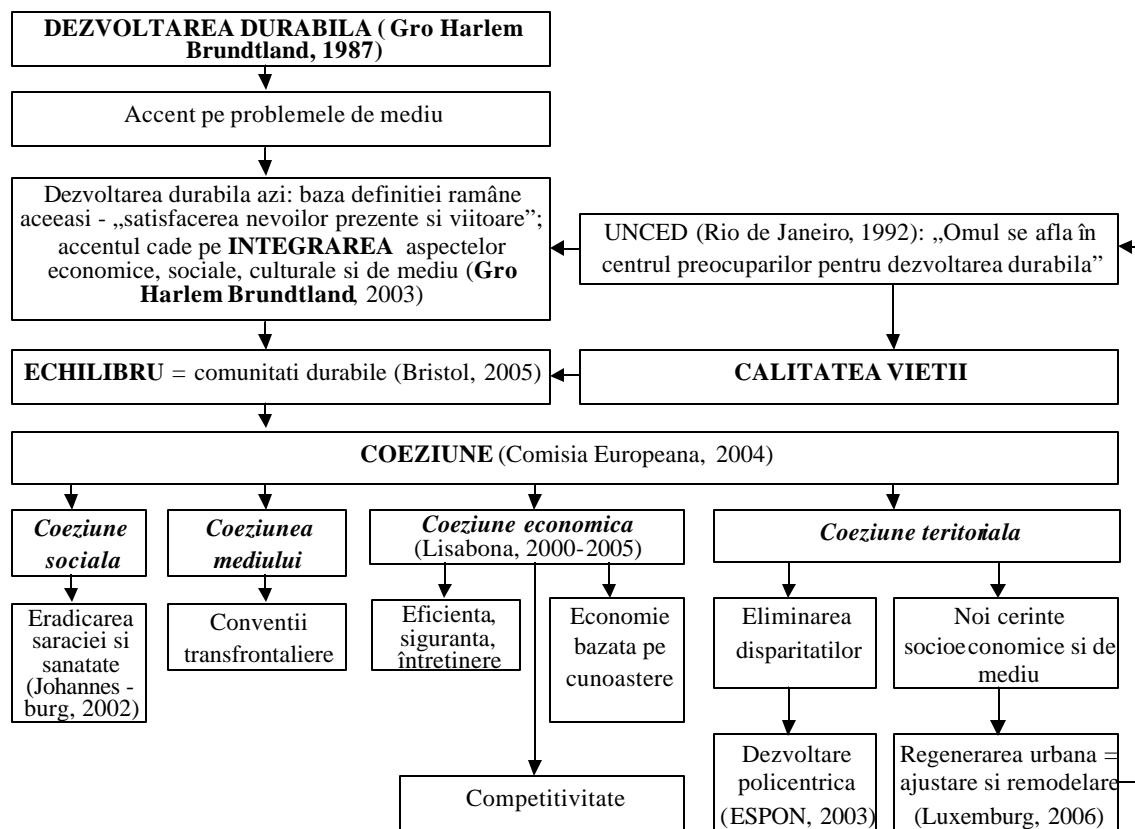 DEZVOLTAREA DURABILA ( Gro Harlem
Brundtland, 1987)
Accent pe problemele de mediu
Dezvoltarea durabila azi: baza definitiei ramâne
aceeasi - „satisfacerea nevoilor prezente si viitoare”;
accentul cade pe INTEGRAREA aspectelor
economice, sociale, culturale si de mediu (Gro
Harlem Brundtland, 2003)
UNCED (Rio de Janeiro, 1992): „Omul se afla în
centrul preocuparilor pentru dezvoltarea durabila”
ECHILIBRU = comunitati durabile (Bristol, 2005)
CALITATEA VIETII
COEZIUNE (Comisia Europeana, 2004)
Coeziune
sociala
Coeziunea
mediului
Coeziune economica
(Lisabona, 2000-2005)
Coeziune teritoriala
Eradicarea
saraciei si
sanatate
(Johannes -
burg, 2002)
Conventii
transfrontaliere
Eficienta,
siguranta,
întretinere
Economie
bazata pe
cunoastere
Eliminarea
disparitatilor
Noi cerinte
socioeconomice si de
mediu
Competitivitate
Dezvoltare
policentrica
(ESPON, 2003)
Regenerarea urbana =
ajustare si remodelare
(Luxemburg, 2006)